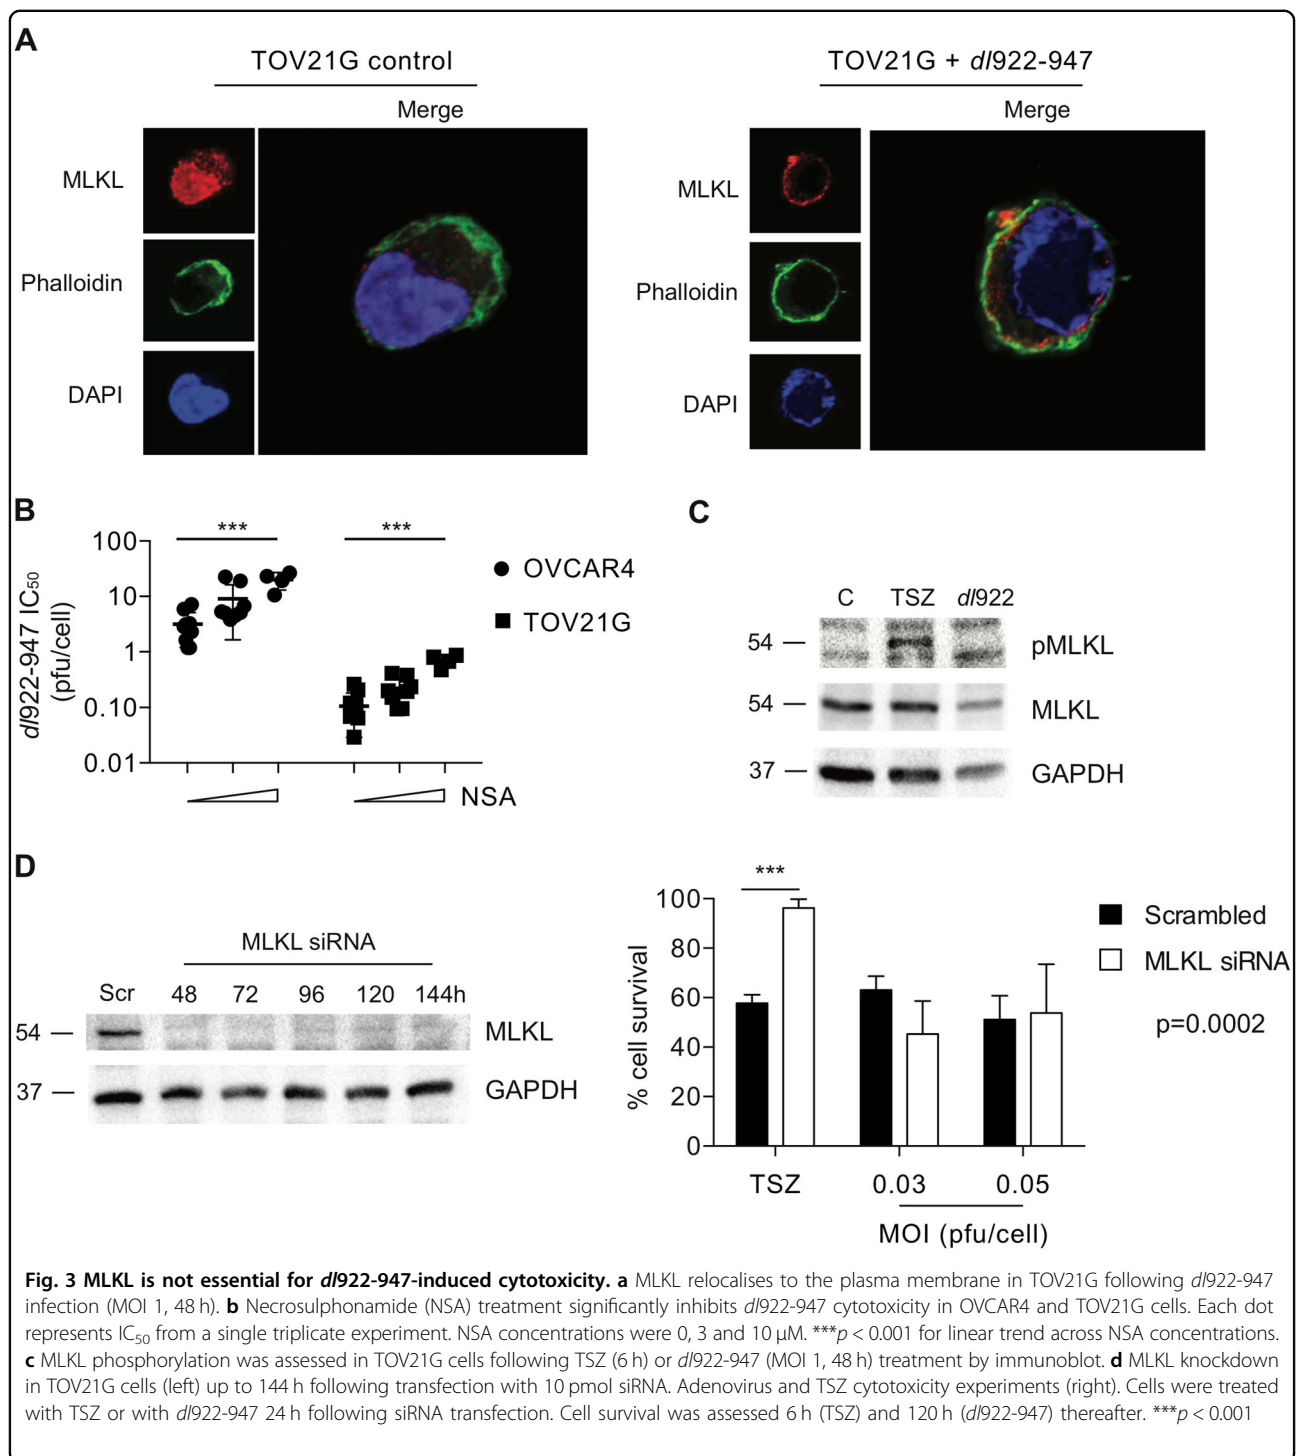 A
TOV21G control
Merge
MLKL
Phalloidin
DAPI
TOV21G + dl922-947
Merge
MLKL
Phalloidin
DAPI
B
dl922-947 IC50
(pfu/cell)
100
10
1
0.10
0.01
***
***
OVCAR4
TOV21G
NSA
C
C TSZ dl922
54
pMLKL
54
MLKL
37
GAPDH
D
MLKL siRNA
Scr 48 72 96 120 144h
54
MLKL
37
GAPDH
% cell survival
100
80
60
40
20
0
***
TSZ 0.03 0.05
MOI (pfu/cell)
Scrambled
MLKL siRNA
p=0.0002
Fig. 3 MLKL is not essential for dl922-947-induced cytotoxicity. a MLKL relocalises to the plasma membrane in TOV21G following dl922-947
infection (MOI 1, 48 h). b Necrosulphonamide (NSA) treatment significantly inhibits dl922-947 cytotoxicity in OVCAR4 and TOV21G cells. Each dot
represents IC50 from a single triplicate experiment. NSA concentrations were 0, 3 and 10 μM. ***p < 0.001 for linear trend across NSA concentrations.
c MLKL phosphorylation was assessed in TOV21G cells following TSZ (6 h) or dl922-947 (MOI 1, 48 h) treatment by immunoblot. d MLKL knockdown
in TOV21G cells (left) up to 144 h following transfection with 10 pmol siRNA. Adenovirus and TSZ cytotoxicity experiments (right). Cells were treated
with TSZ or with dl922-947 24 h following siRNA transfection. Cell survival was assessed 6 h (TSZ) and 120 h (dl922-947) thereafter. ***p < 0.001